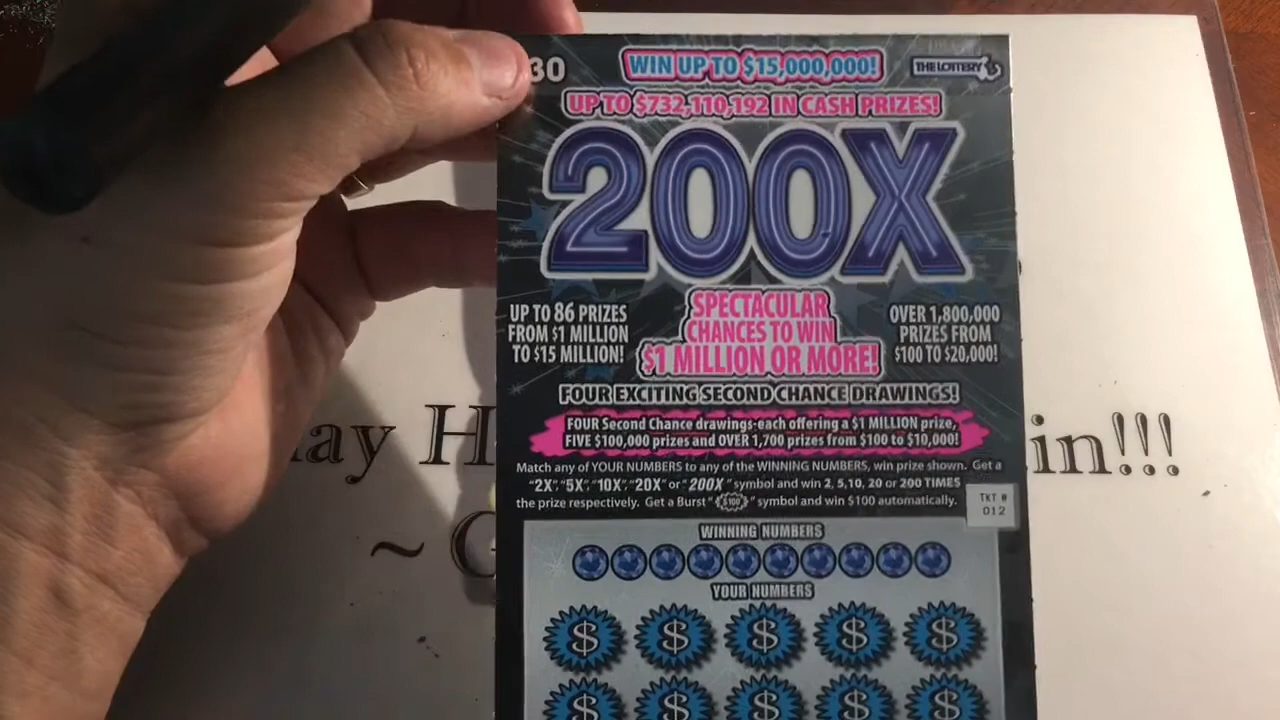 30
WIN UP TO $15,000,000!
THE LOTTERY
UP TO $732,110,192 IN CASH PRIZES!
200X
UP TO 86 PRIZES
FROM $1 MILLION
TO $15 MILLION!
SPECTACULAR
CHANCES TO WIN
$1 MILLION OR MORE!
OVER 1,800,000
PRIZES FROM
$100 TO $20,000!
FOUR EXCITING SECOND CHANCE DRAWINGS!
FOUR Second Chance drawings-each offering a $1 MILLION prize,
FIVE $100,000 prizes and OVER 1,700 prizes from $100 to $10,000!
Match any of YOUR NUMBERS to any of the WINNING NUMBERS, win prize shown. Get a
"2X", "5X", "10X", "20X" or "200X" symbol and win 2, 5, 10, 20 or 200 TIMES
the prize respectively. Get a Burst "$100" symbol and win $100 automatically.
TKT #
012
WINNING NUMBERS
YOUR NUMBERS
$ $ $ $ $
$ $ $ $ $
ay H
in!!!
~ G